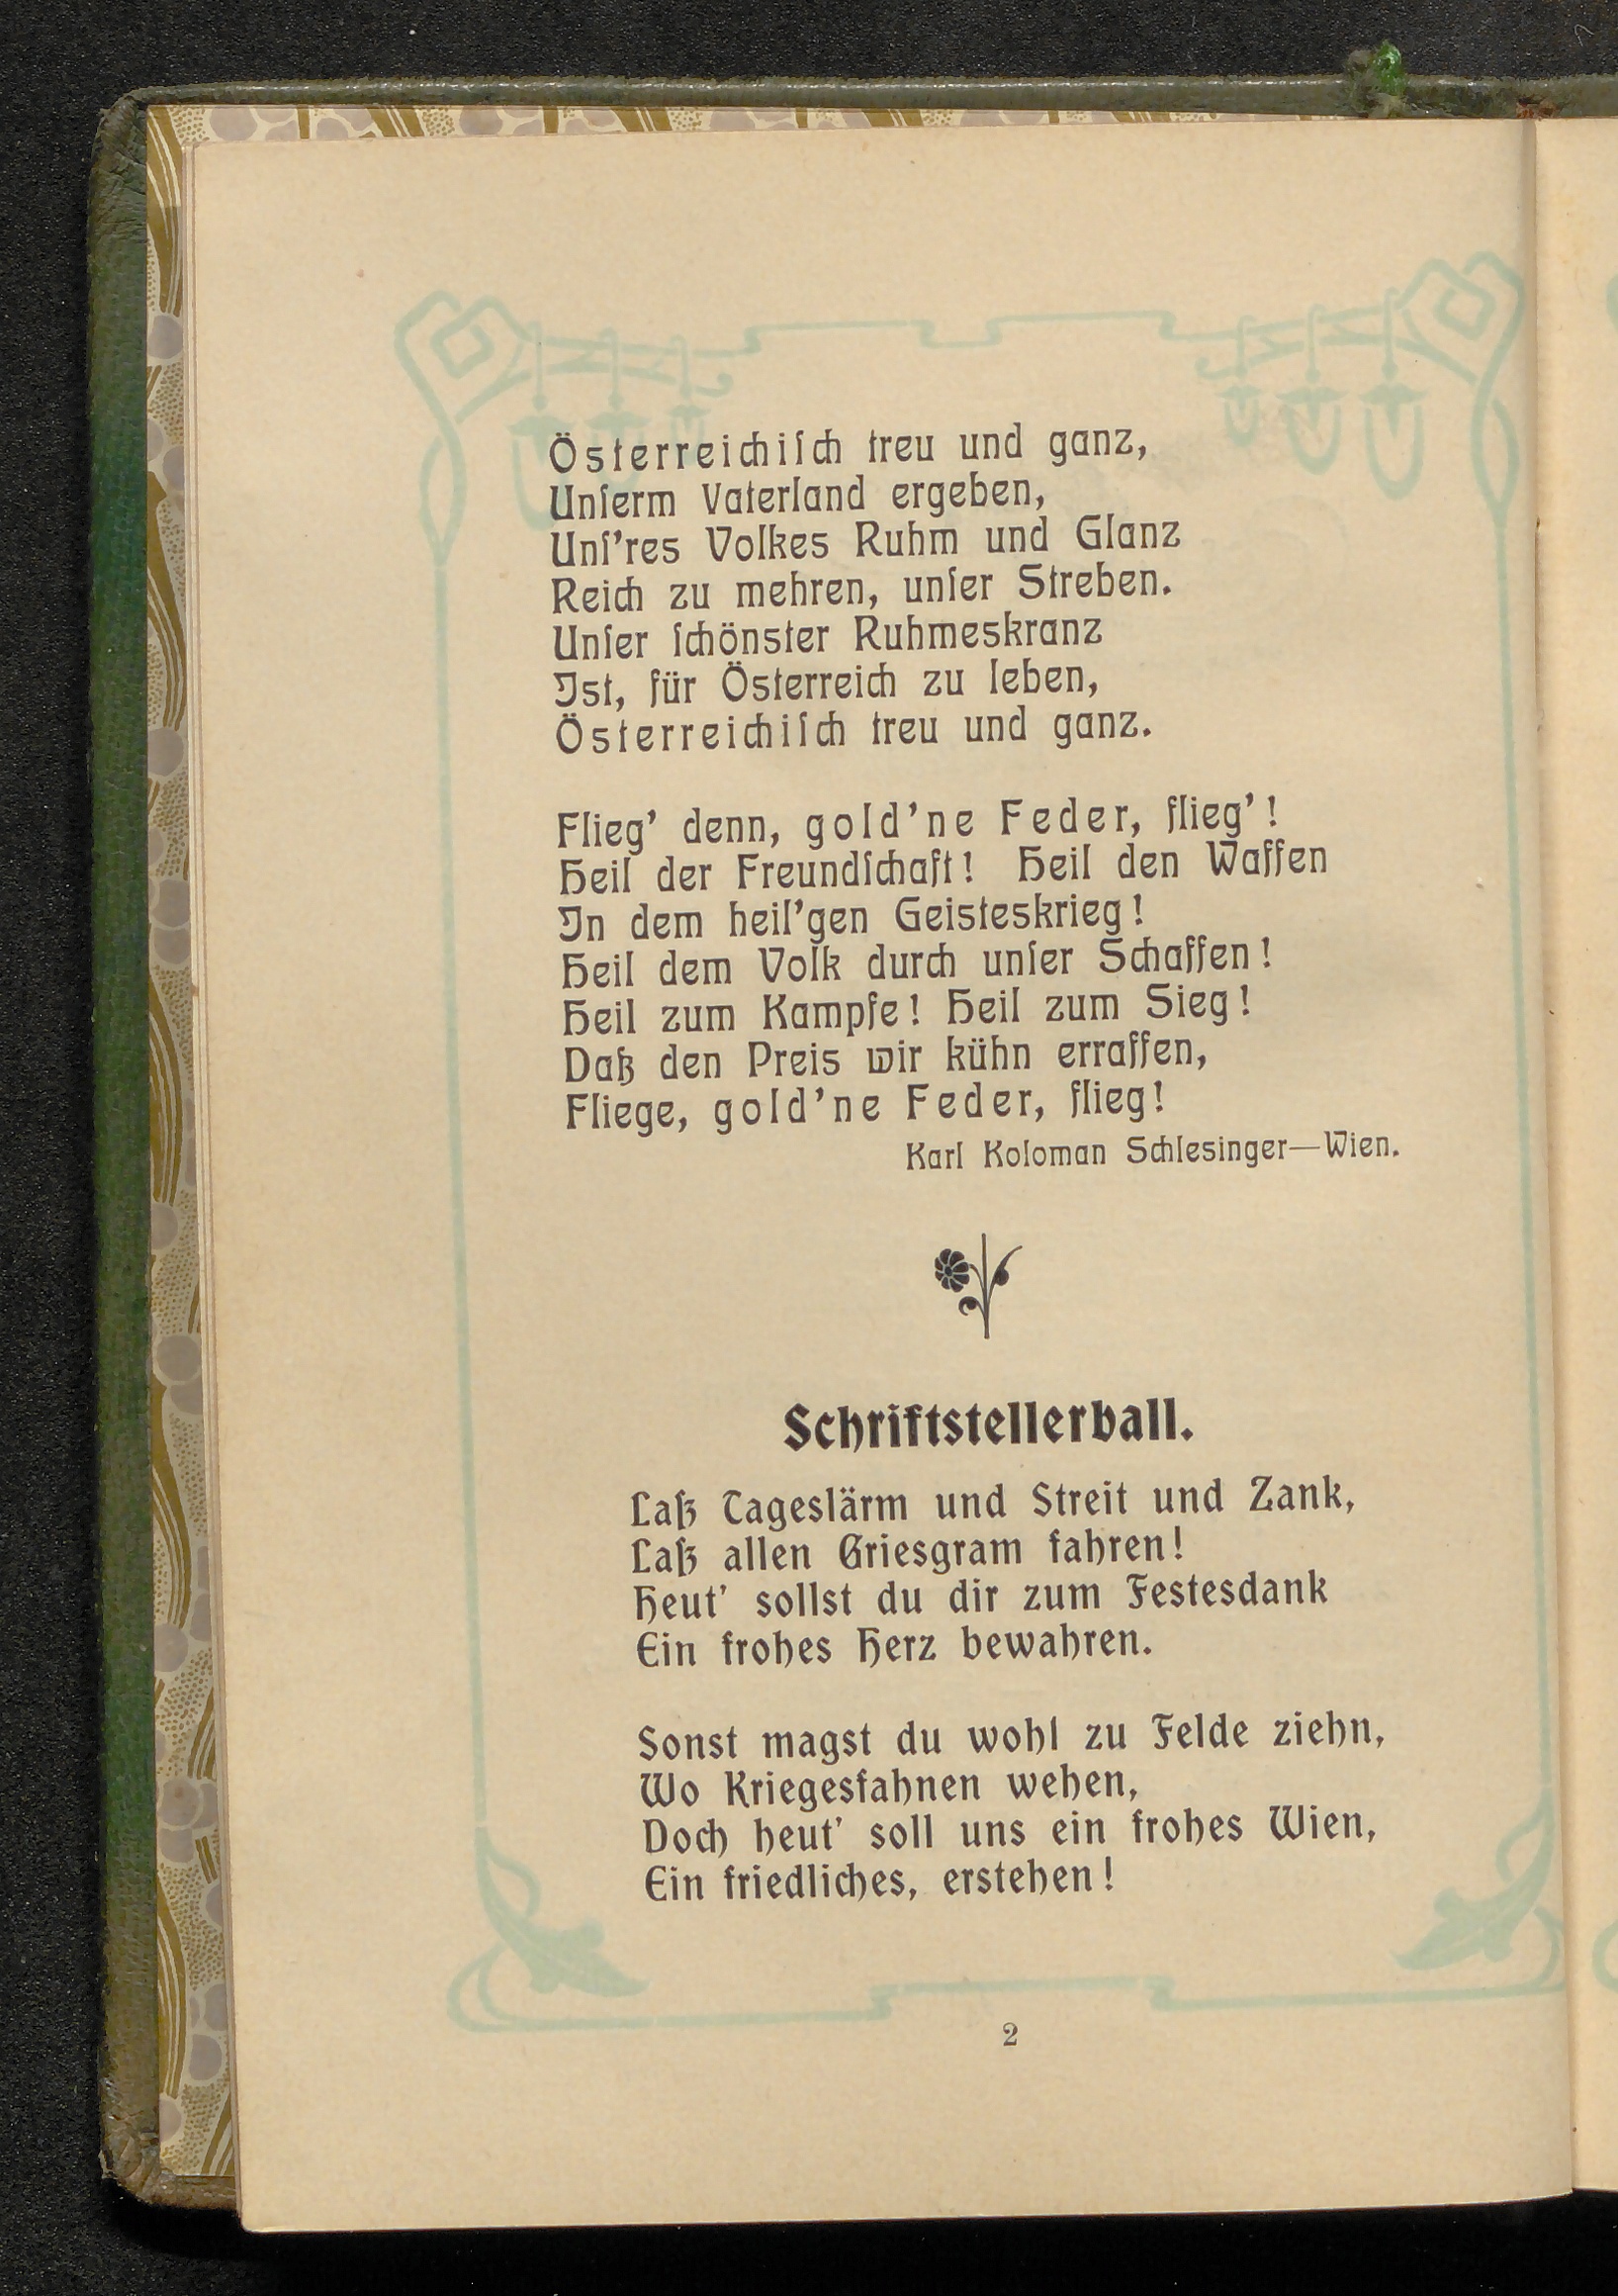 Österreichiſch treu und ganz,
Unſerm Vaterland ergeben,
Unſ’res Volkes Ruhm und Glanz
Reich zu mehren, unſer Streben.
Unſer ſchönster Ruhmeskranz
Ist, für Österreich zu leben,
Österreichiſch treu und ganz.
Flieg’ denn, gold’ne Feder, flieg’!
Heil der Freundſchaft! Heil den Waffen
In dem heil’gen Geisteskrieg!
Heil dem Volk durch unſer Schaffen!
Heil zum Kampfe! Heil zum Sieg!
Daß den Preis wir kühn erraffen,
Fliege, gold’ne Feder, flieg!
Karl Koloman Schlesinger—Wien.
Schriftstellerball.
Laß Tageslärm und Streit und Zank,
Laß allen Griesgram fahren!
Heut’ sollst du dir zum Festesdank
Ein frohes Herz bewahren.
Sonst magst du wohl zu Felde ziehn,
Wo Kriegesfahnen wehen,
Doch heut’ soll uns ein frohes Wien,
Ein friedliches, erstehen!
2